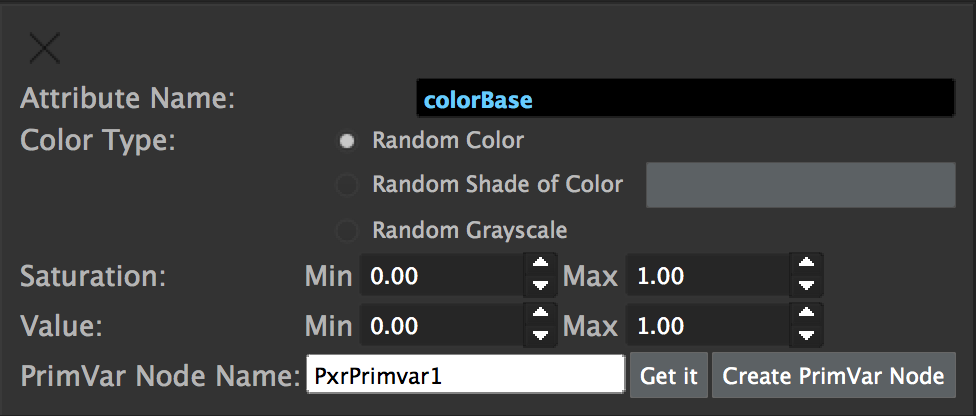 Attribute Name: colorBase
Color Type: Random Color
Random Shade of Color
Random Grayscale
Saturation: Min 0.00 Max 1.00
Value: Min 0.00 Max 1.00
PrimVar Node Name: PxrPrimvar1 Get it Create PrimVar Node